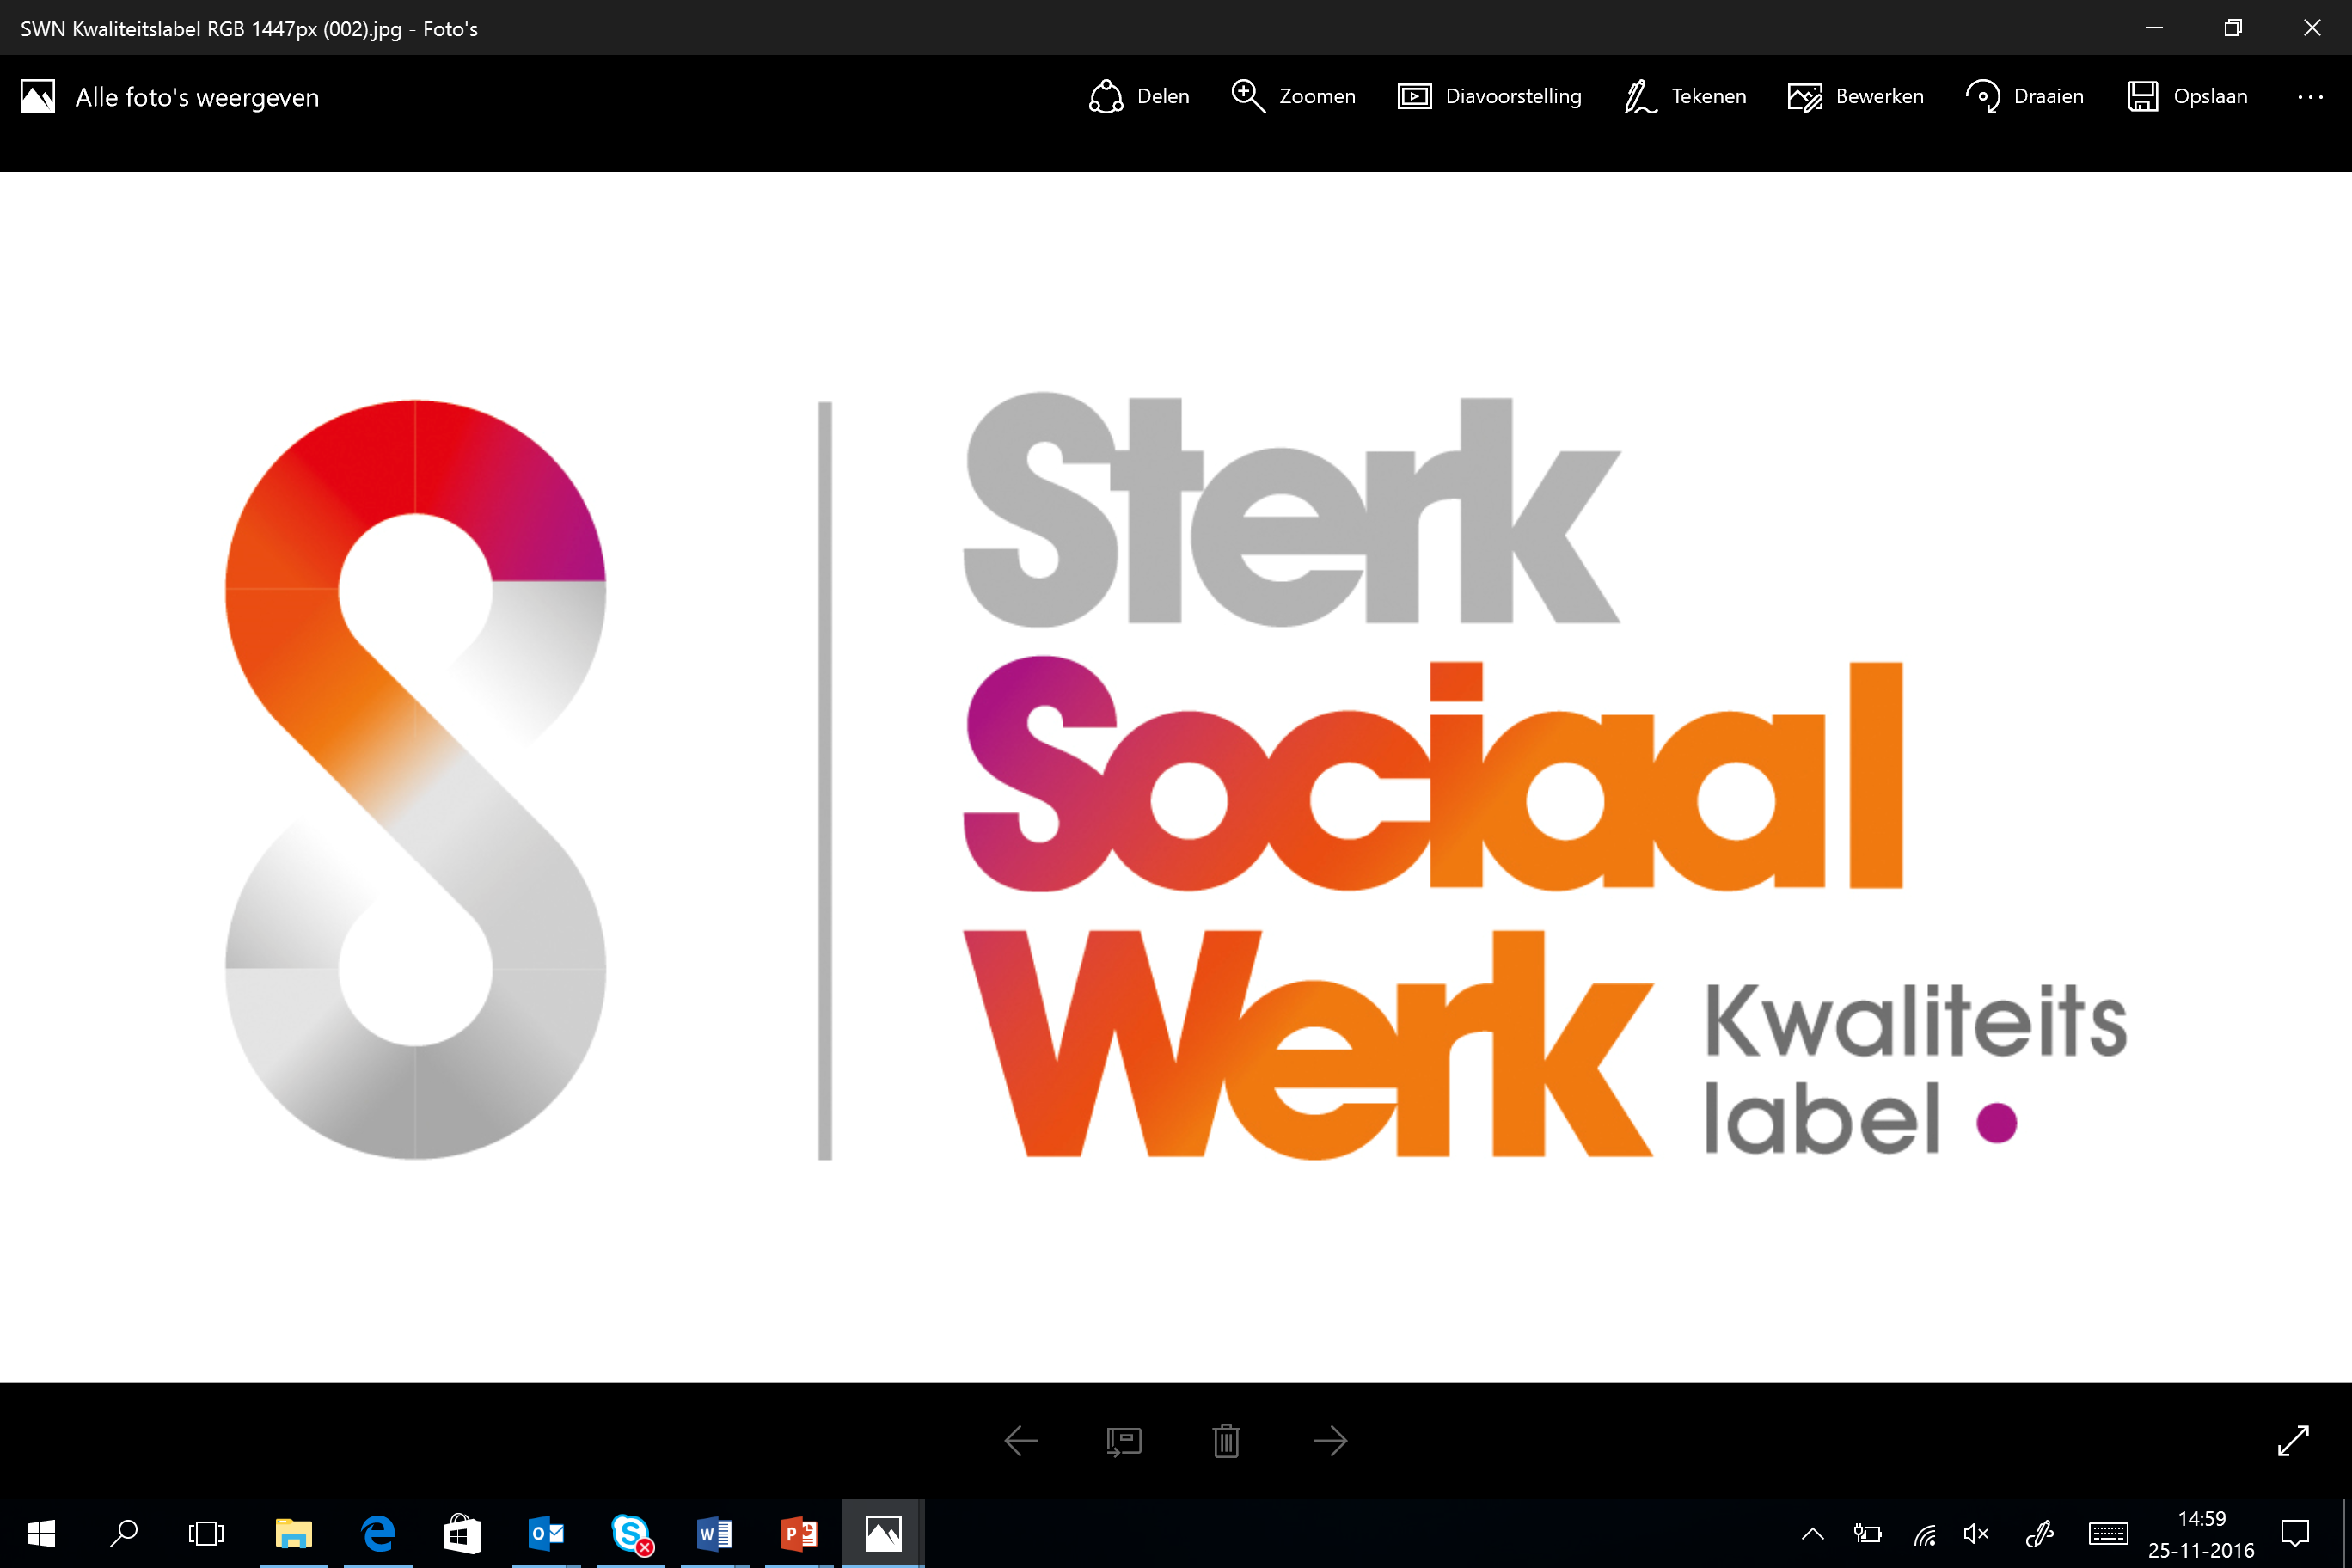 SWN Kwaliteitslabel RGB 1447px (002).jpg - Foto's
Alle foto's weergeven
Delen
Zoomen
Diavoorstelling
Tekenen
Bewerken
Draaien
Opslaan
Sterk
Sociaal
Werk
Kwaliteits
label
14:59
25-11-2016